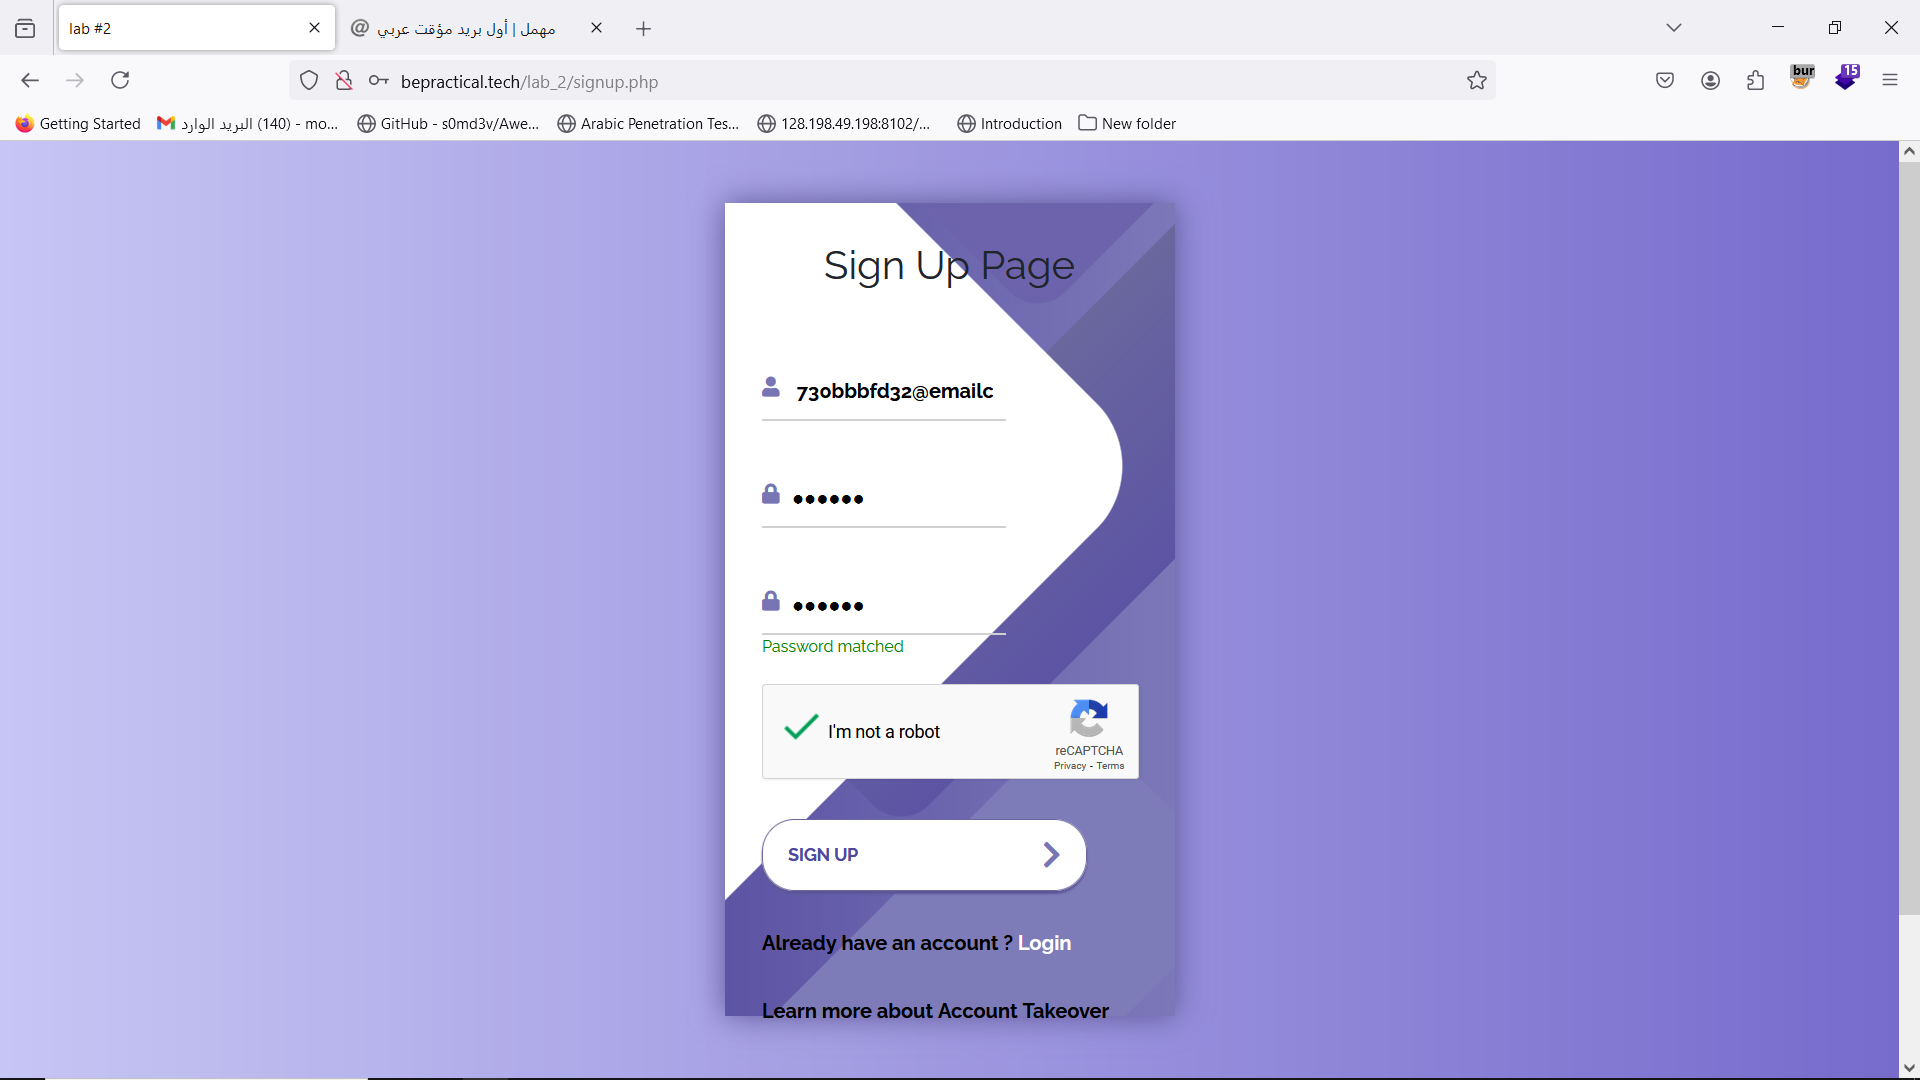 lab #2
مهمل | أول بريد مؤقت عربي
bepractical.tech/lab_2/signup.php
bur
15
Getting Started
البريد الوارد (140) - mo...
GitHub - s0md3v/Awe...
Arabic Penetration Tes...
128.198.49.198:8102/...
Introduction
New folder
Sign Up Page
730bbbfd32@emailc
Password matched
I'm not a robot
reCAPTCHA
Privacy - Terms
SIGN UP
Already have an account ? Login
Learn more about Account Takeover